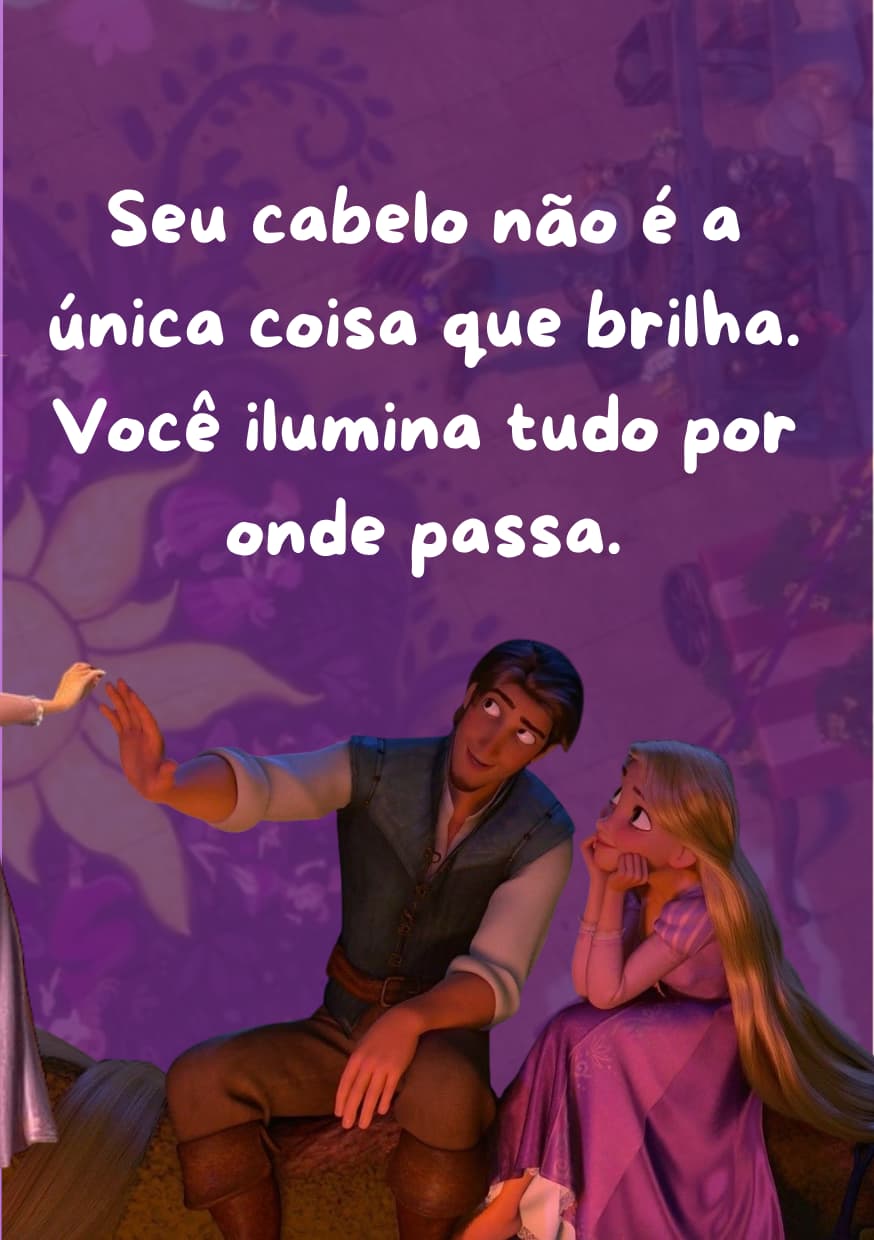 Seu cabelo não é a
única coisa que brilha.
Você ilumina tudo por
onde passa.